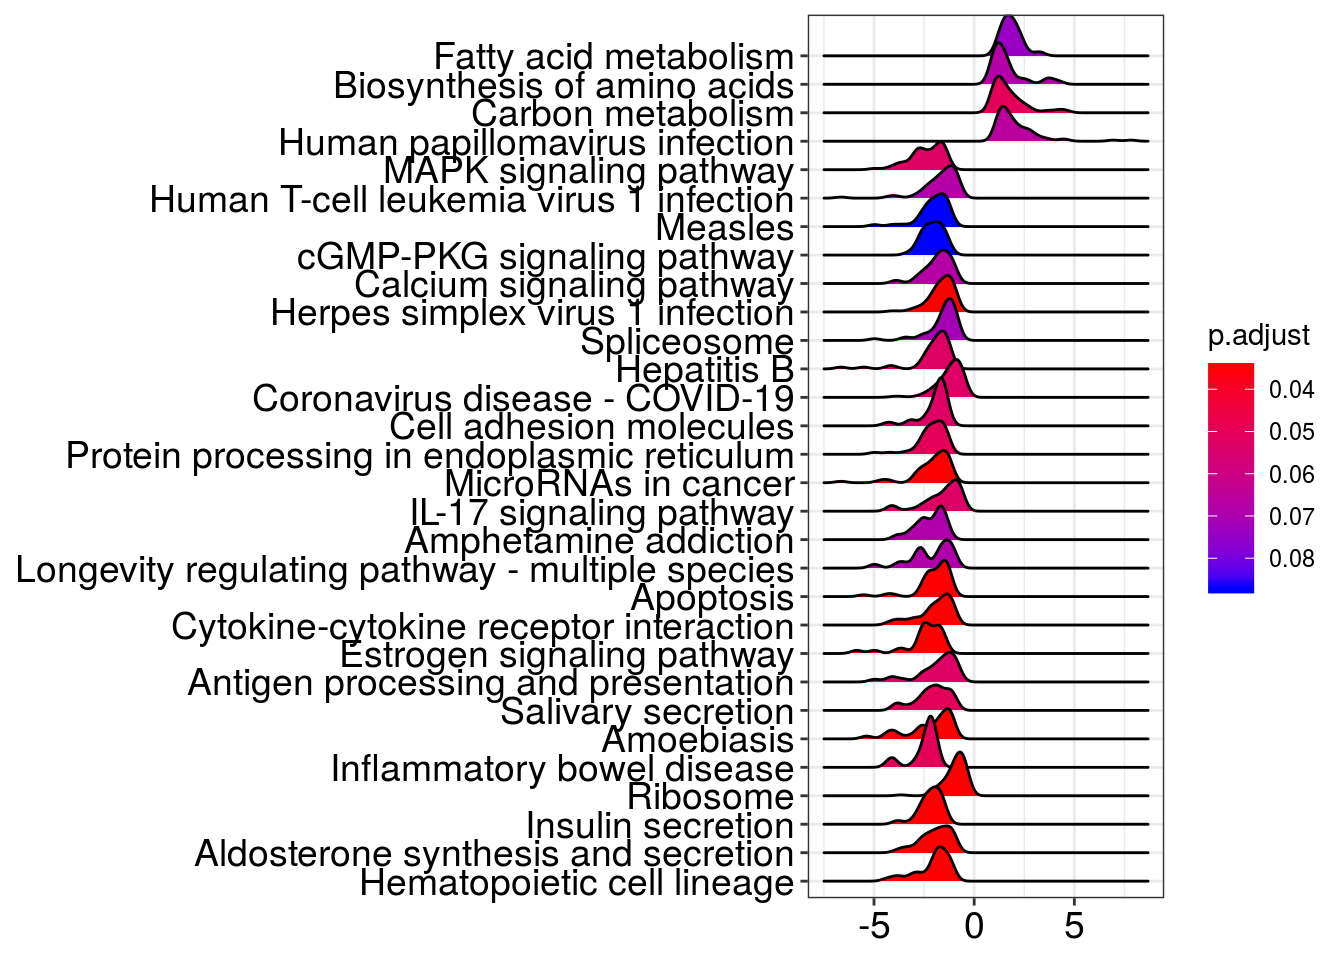 Fatty acid metabolism
Biosynthesis of amino acids
Carbon metabolism
Human papillomavirus infection
MAPK signaling pathway
Human T-cell leukemia virus 1 infection
Measles
cGMP-PKG signaling pathway
Calcium signaling pathway
Herpes simplex virus 1 infection
Spliceosome
Hepatitis B
Coronavirus disease - COVID-19
Cell adhesion molecules
Protein processing in endoplasmic reticulum
MicroRNAs in cancer
IL-17 signaling pathway
Amphetamine addiction
Longevity regulating pathway - multiple species
Apoptosis
Cytokine-cytokine receptor interaction
Estrogen signaling pathway
Antigen processing and presentation
Salivary secretion
Amoebiasis
Inflammatory bowel disease
Ribosome
Insulin secretion
Aldosterone synthesis and secretion
Hematopoietic cell lineage
-5 0 5
p.adjust
0.04
0.05
0.06
0.07
0.08